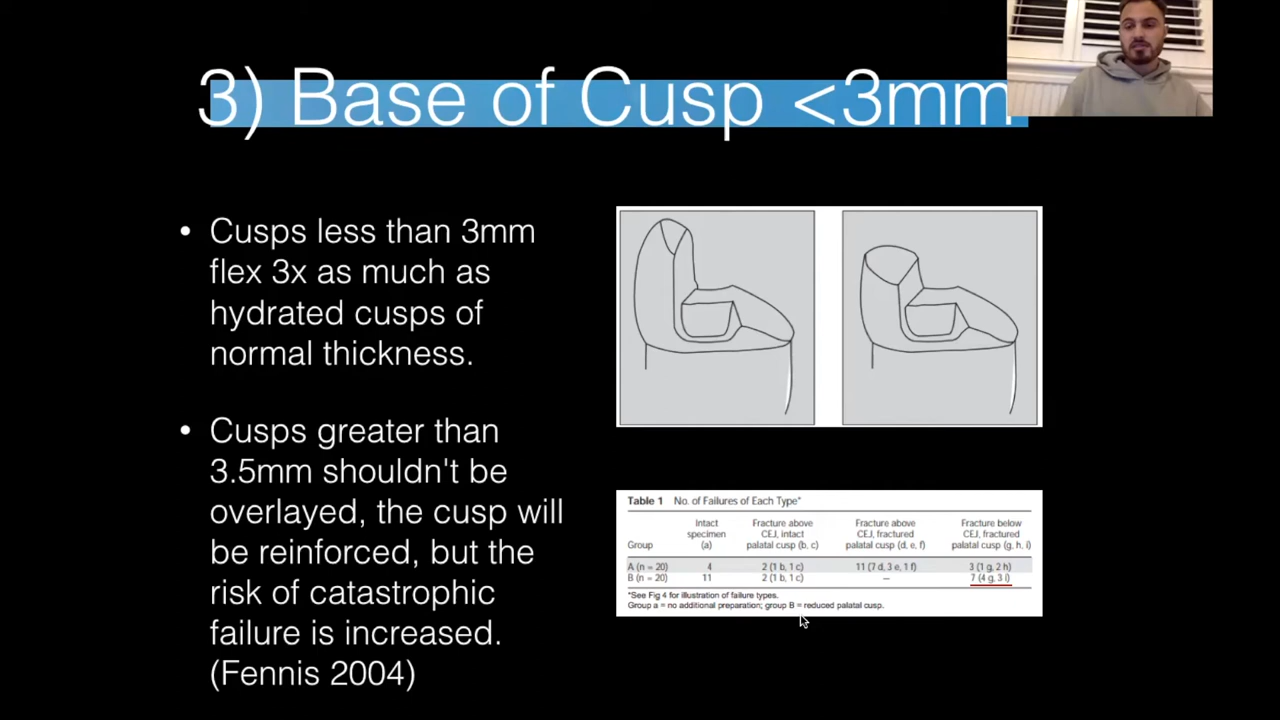 3) Base of Cusp <3mm
• Cusps less than 3mm
flex 3x as much as
hydrated cusps of
normal thickness.
• Cusps greater than
3.5mm shouldn't be
overlayed, the cusp will
be reinforced, but the
risk of catastrophic
failure is increased.
(Fennis 2004)
Table 1 No. of Failures of Each Type*
Intact Fracture above Fracture above Fracture below
specimen CEJ, intact CEJ, fractured CEJ, fractured
Group (a) palatal cusp (b, c) palatal cusp (d, e, f) palatal cusp (g, h, i)
A (n = 20) 4 2 (1 b, 1 c) 11 (7 d, 3 e, 1 f) 3 (1 g, 2 h)
B (n = 20) 11 2 (1 b, 1 c) — 7 (4 g, 3 i)
*See Fig 4 for illustration of failure types.
Group a = no additional preparation; group B = reduced palatal cusp.